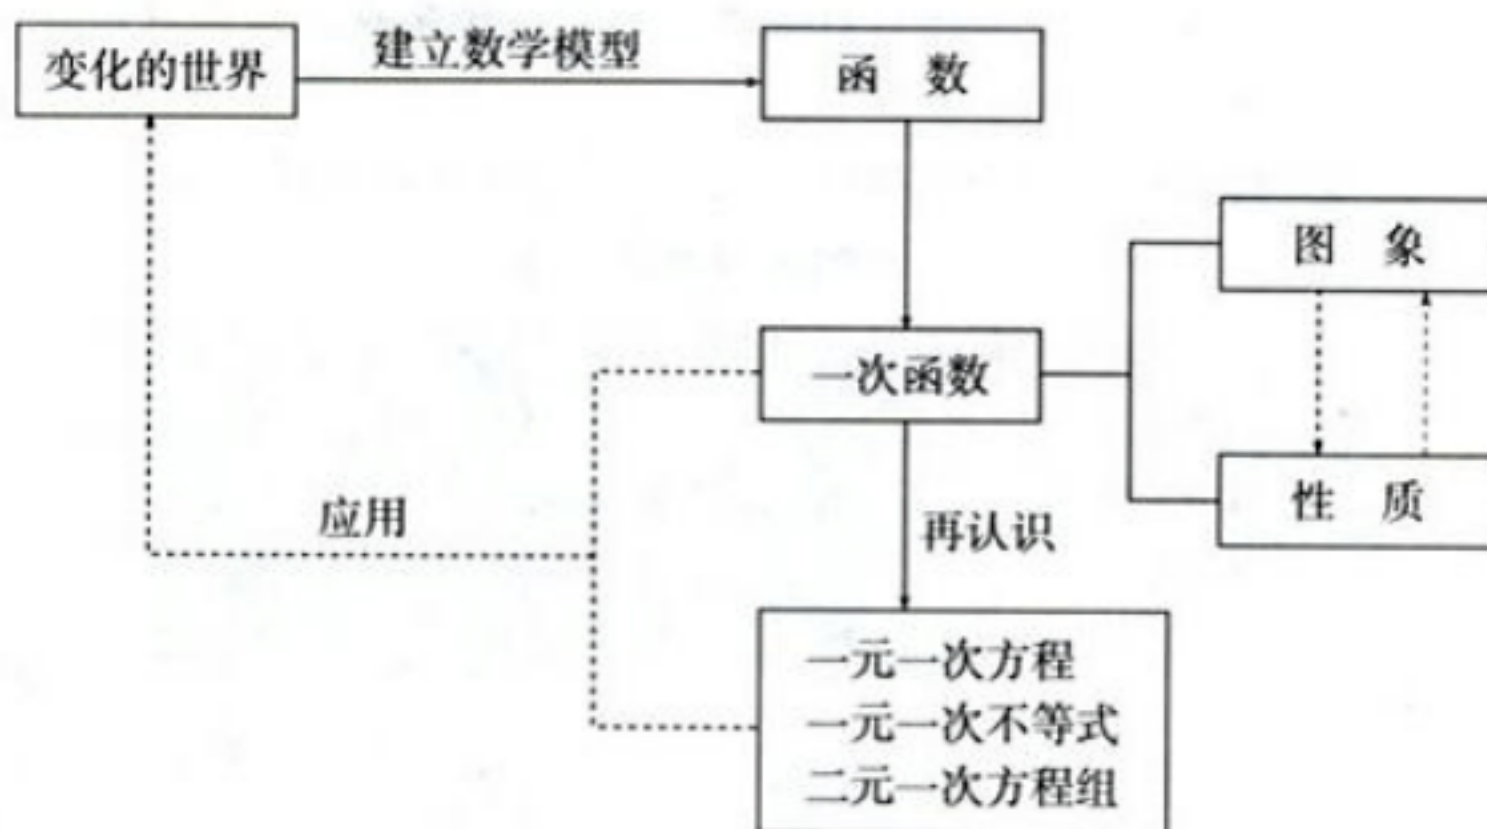 变化的世界
建立数学模型
函 数
图 象
一次函数
性 质
应用
再认识
一元一次方程
一元一次不等式
二元一次方程组